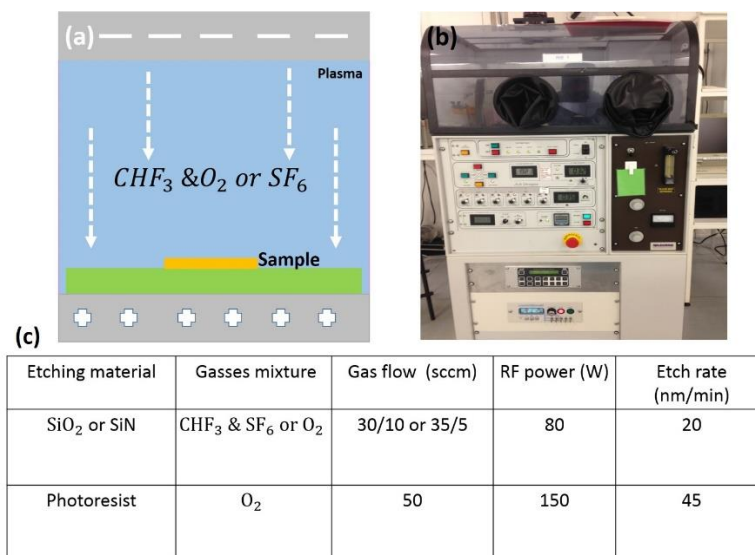 (a)
Plasma
CHF₃ &O₂ or SF₆
Sample
(b)
(c)
Etching material Gasses mixture Gas flow (sccm) RF power (W) Etch rate (nm/min)
SiO₂ or SiN CHF₃ & SF₆ or O₂ 30/10 or 35/5 80 20
Photoresist O₂ 50 150 45